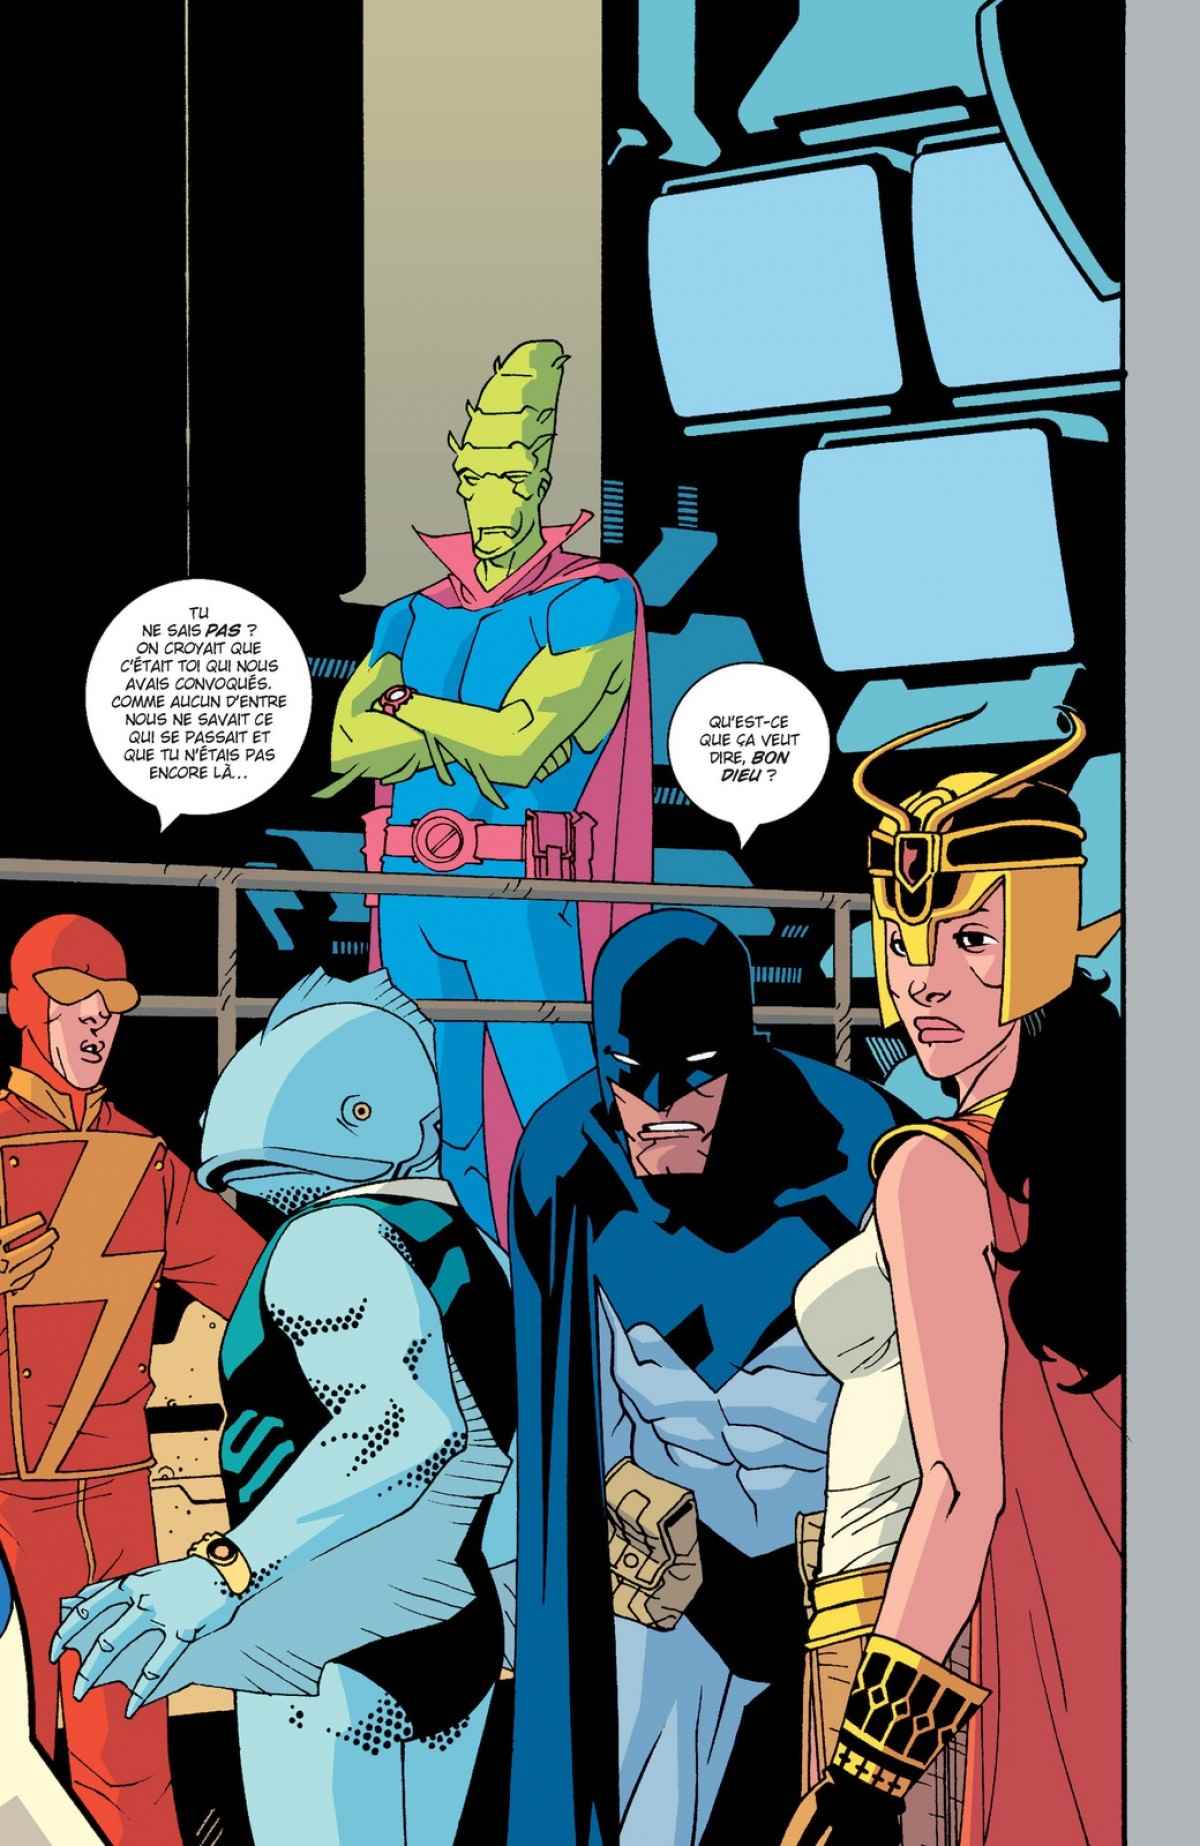 TU
NE SAIS PAS ?
ON CROYAIT QUE
C'ÉTAIT TOI QUI NOUS
AVAIS CONVOQUÉS.
COMME AUCUN D'ENTRE
NOUS NE SAVAIT CE
QUI SE PASSAIT ET
QUE TU N'ÉTAIS PAS
ENCORE LÀ...
QU'EST-CE
QUE ÇA VEUT
DIRE, BON
DIEU ?